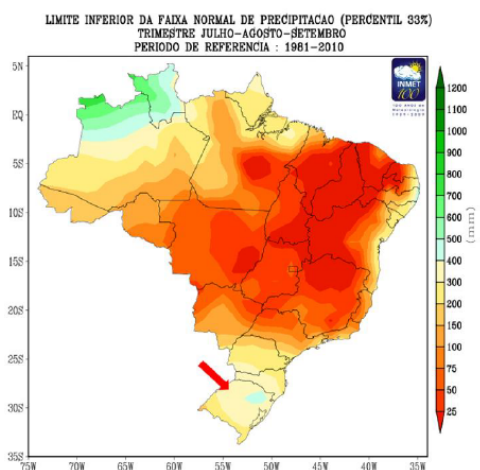 LIMITE INFERIOR DA FAIXA NORMAL DE PRECIPITACAO (PERCENTIL 33%)
TRIMESTRE JULHO-AGOSTO-SETEMBRO
PERIODO DE REFERENCIA : 1981-2010
INMET
100
5N
EQ
5S
10S
15S
20S
25S
30S
35S
75W
70W
65W
60W
55W
50W
45W
40W
35W
1200
1100
1000
900
800
700
600
500
400
300
200
150
100
75
50
25
(mm)